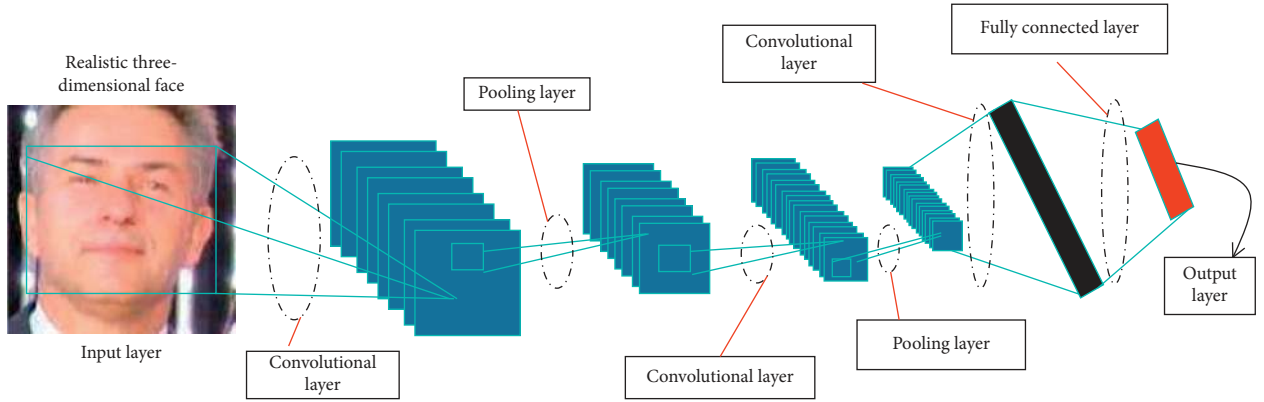 Realistic three-
dimensional face
Input layer
Convolutional
layer
Pooling layer
Convolutional layer
Pooling layer
Convolutional
layer
Fully connected layer
Output
layer